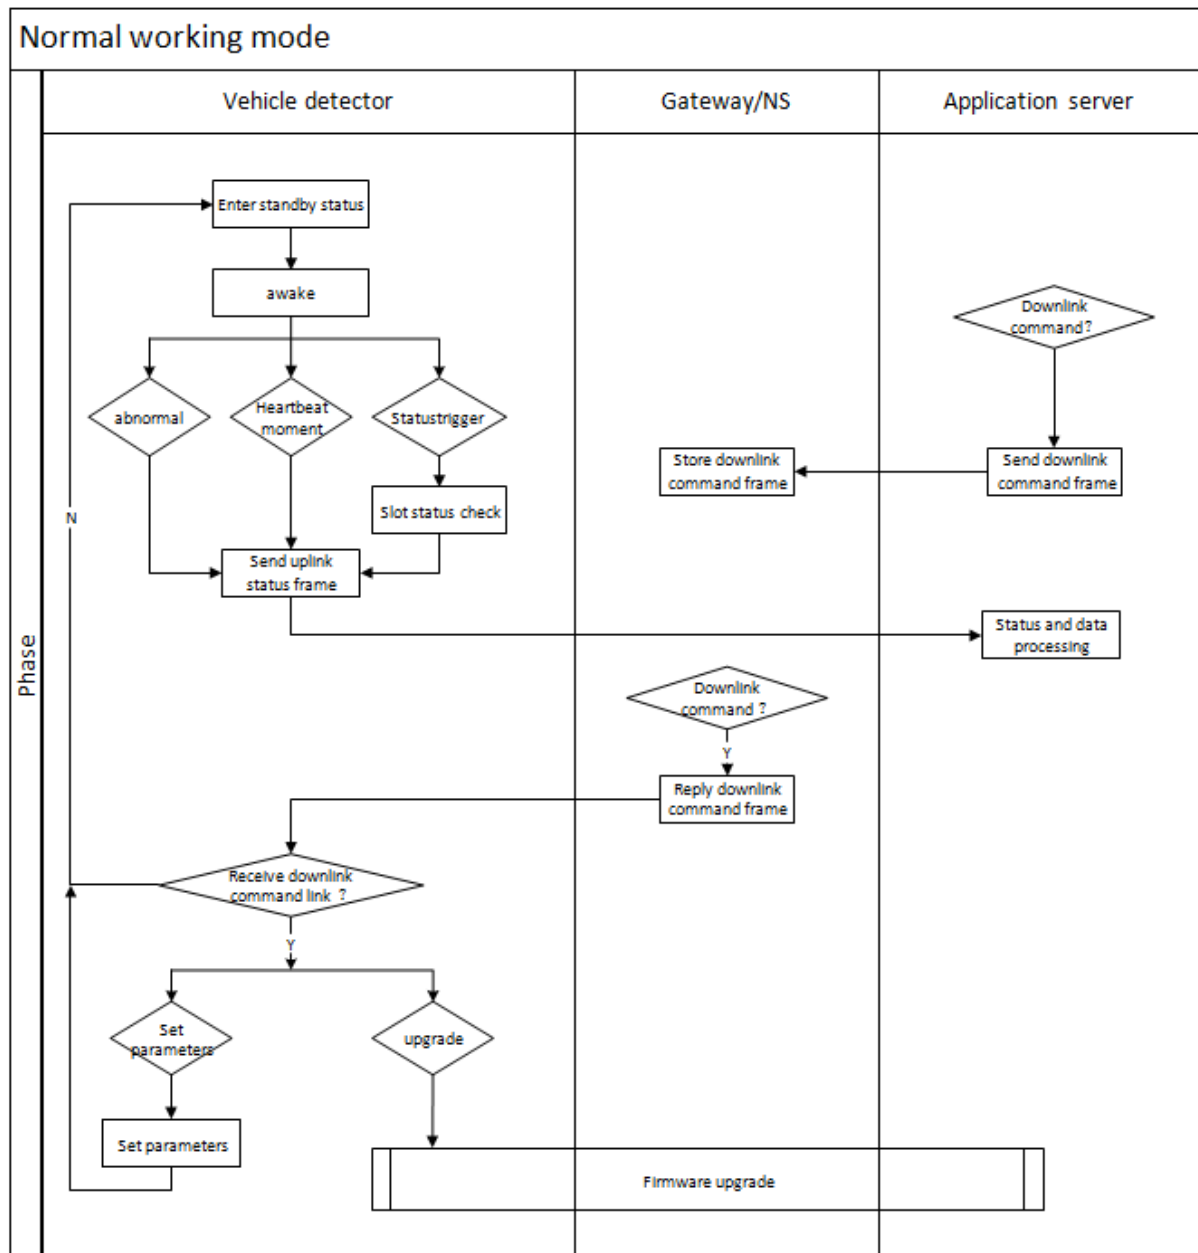 Normal working mode
Phase
Vehicle detector
Gateway/NS
Application server
Enter standby status
awake
Downlink
command?
abnormal
Heartbeat
moment
Statustrigger
Store downlink
command frame
Send downlink
command frame
Slot status check
N
Send uplink
status frame
Status and data
processing
Downlink
command ?
Y
Reply downlink
command frame
Receive downlink
command link ?
Y
Set
parameters
upgrade
Set parameters
Firmware upgrade